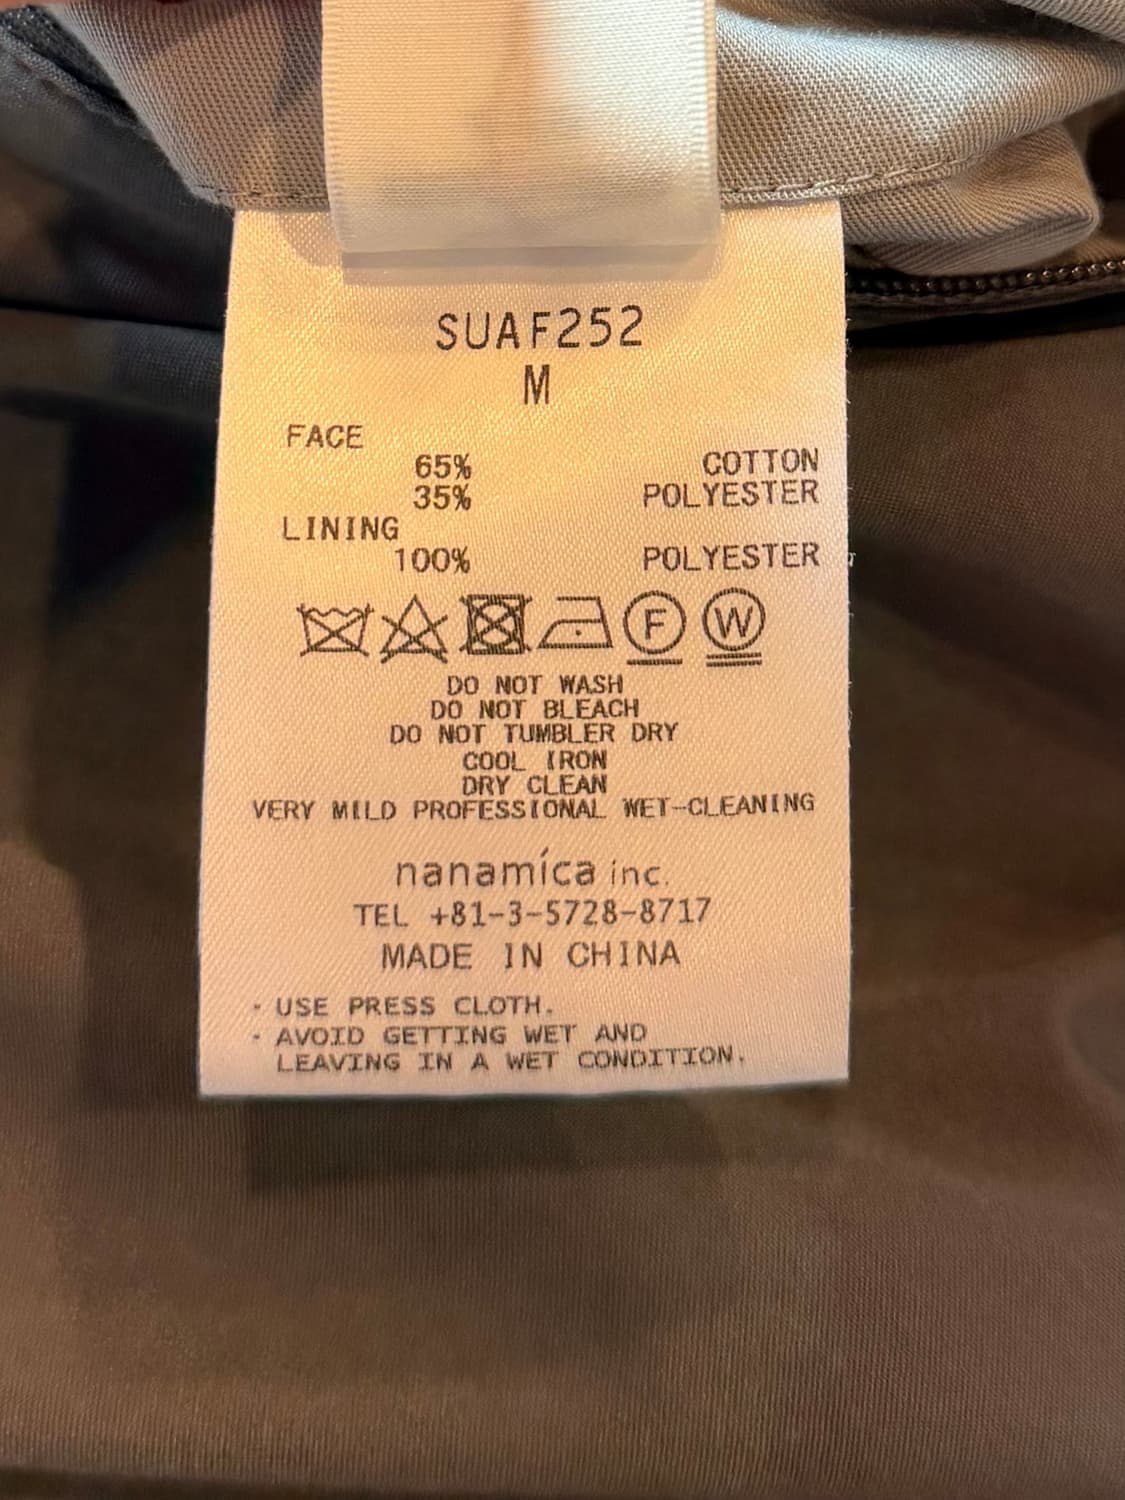 SUAF252
M
FACE
65% COTTON
35% POLYESTER
LINING
100% POLYESTER
F W
DO NOT WASH
DO NOT BLEACH
DO NOT TUMBLER DRY
COOL IRON
DRY CLEAN
VERY MILD PROFESSIONAL WET-CLEANING
nanamíca inc.
TEL +81-3-5728-8717
MADE IN CHINA
・USE PRESS CLOTH.
・AVOID GETTING WET AND
LEAVING IN A WET CONDITION.